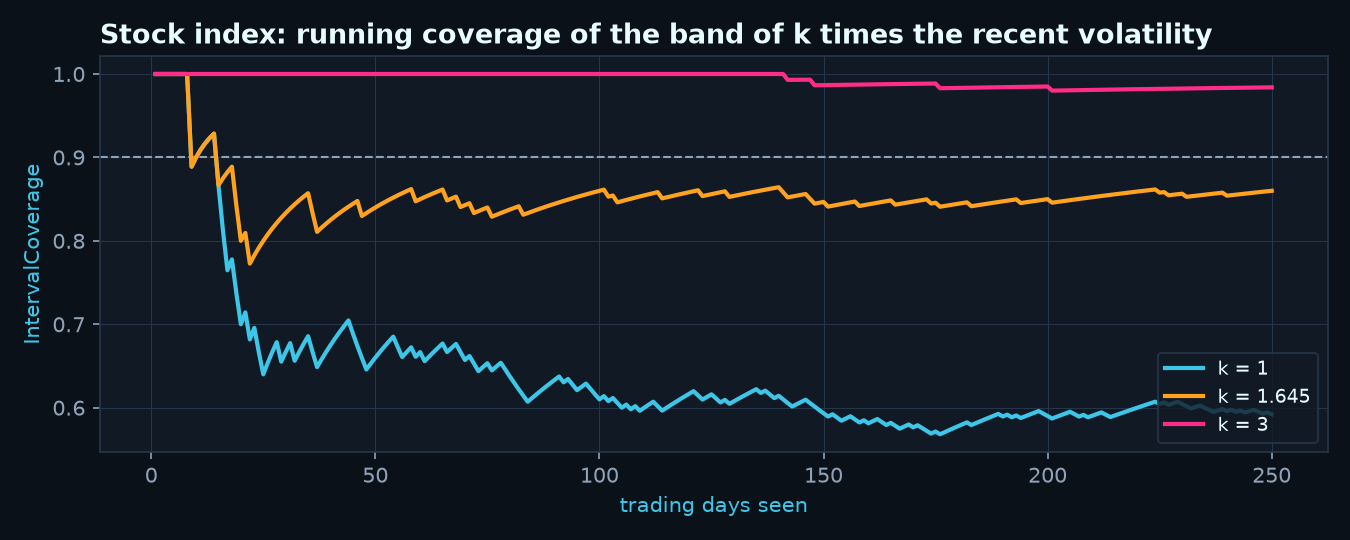 Stock index: running coverage of the band of k times the recent volatility
IntervalCoverage
1.0
0.9
0.8
0.7
0.6
k = 1
k = 1.645
k = 3
0
50
100
150
200
250
trading days seen